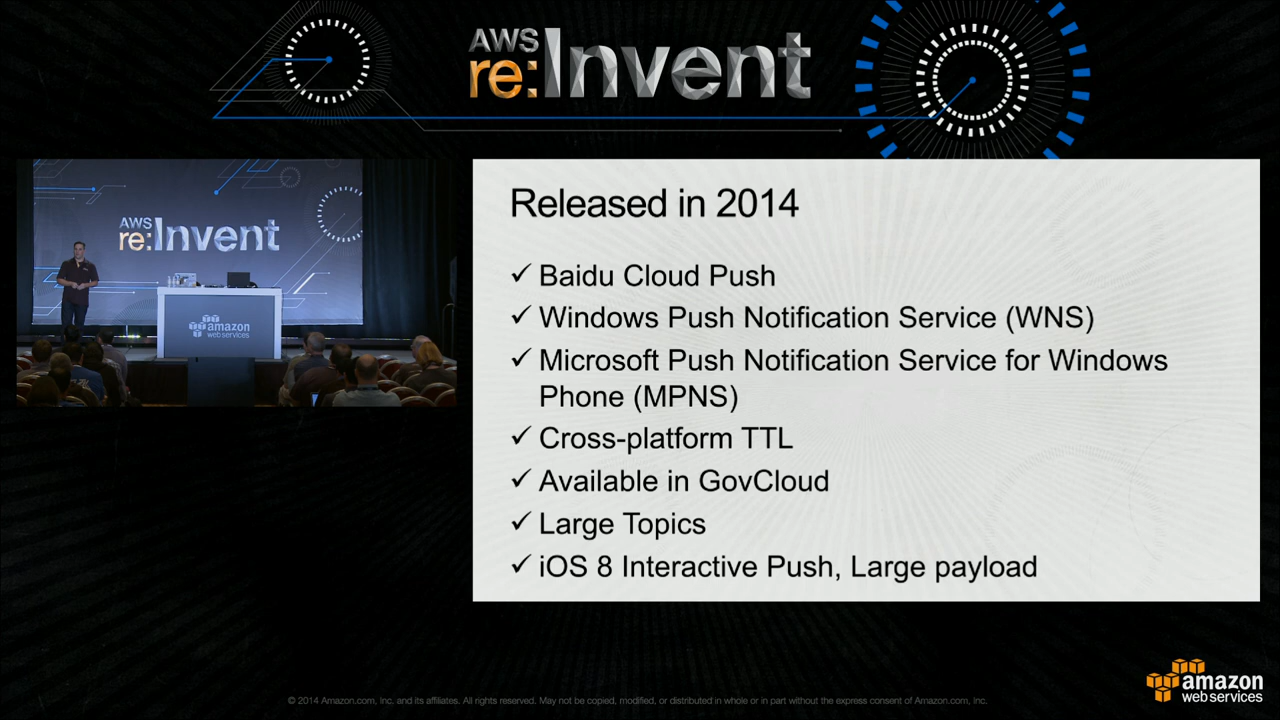 AWS
re:Invent
AWS
re:Invent
amazon
webservices
Released in 2014
✓ Baidu Cloud Push
✓ Windows Push Notification Service (WNS)
✓ Microsoft Push Notification Service for Windows
Phone (MPNS)
✓ Cross-platform TTL
✓ Available in GovCloud
✓ Large Topics
✓ iOS 8 Interactive Push, Large payload
amazon
webservices
© 2014 Amazon.com, Inc. and its affiliates. All rights reserved. May not be copied, modified, or distributed in whole or in part without the express consent of Amazon.com, Inc.